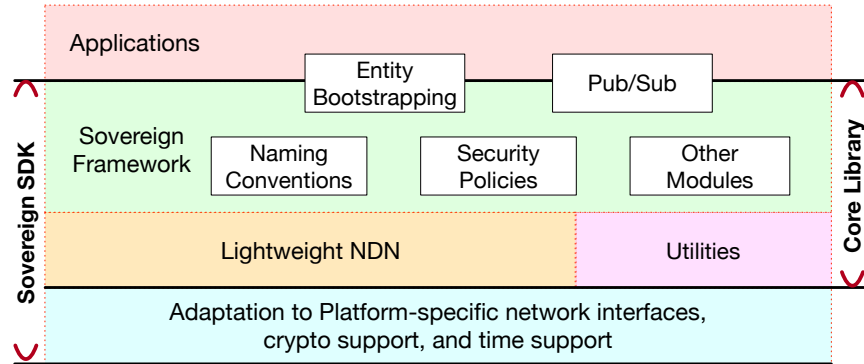 Applications
Entity
Bootstrapping
Pub/Sub
Sovereign
Framework
Naming
Conventions
Security
Policies
Other
Modules
Lightweight NDN
Utilities
Adaptation to Platform-specific network interfaces,
crypto support, and time support
Sovereign SDK
Core Library